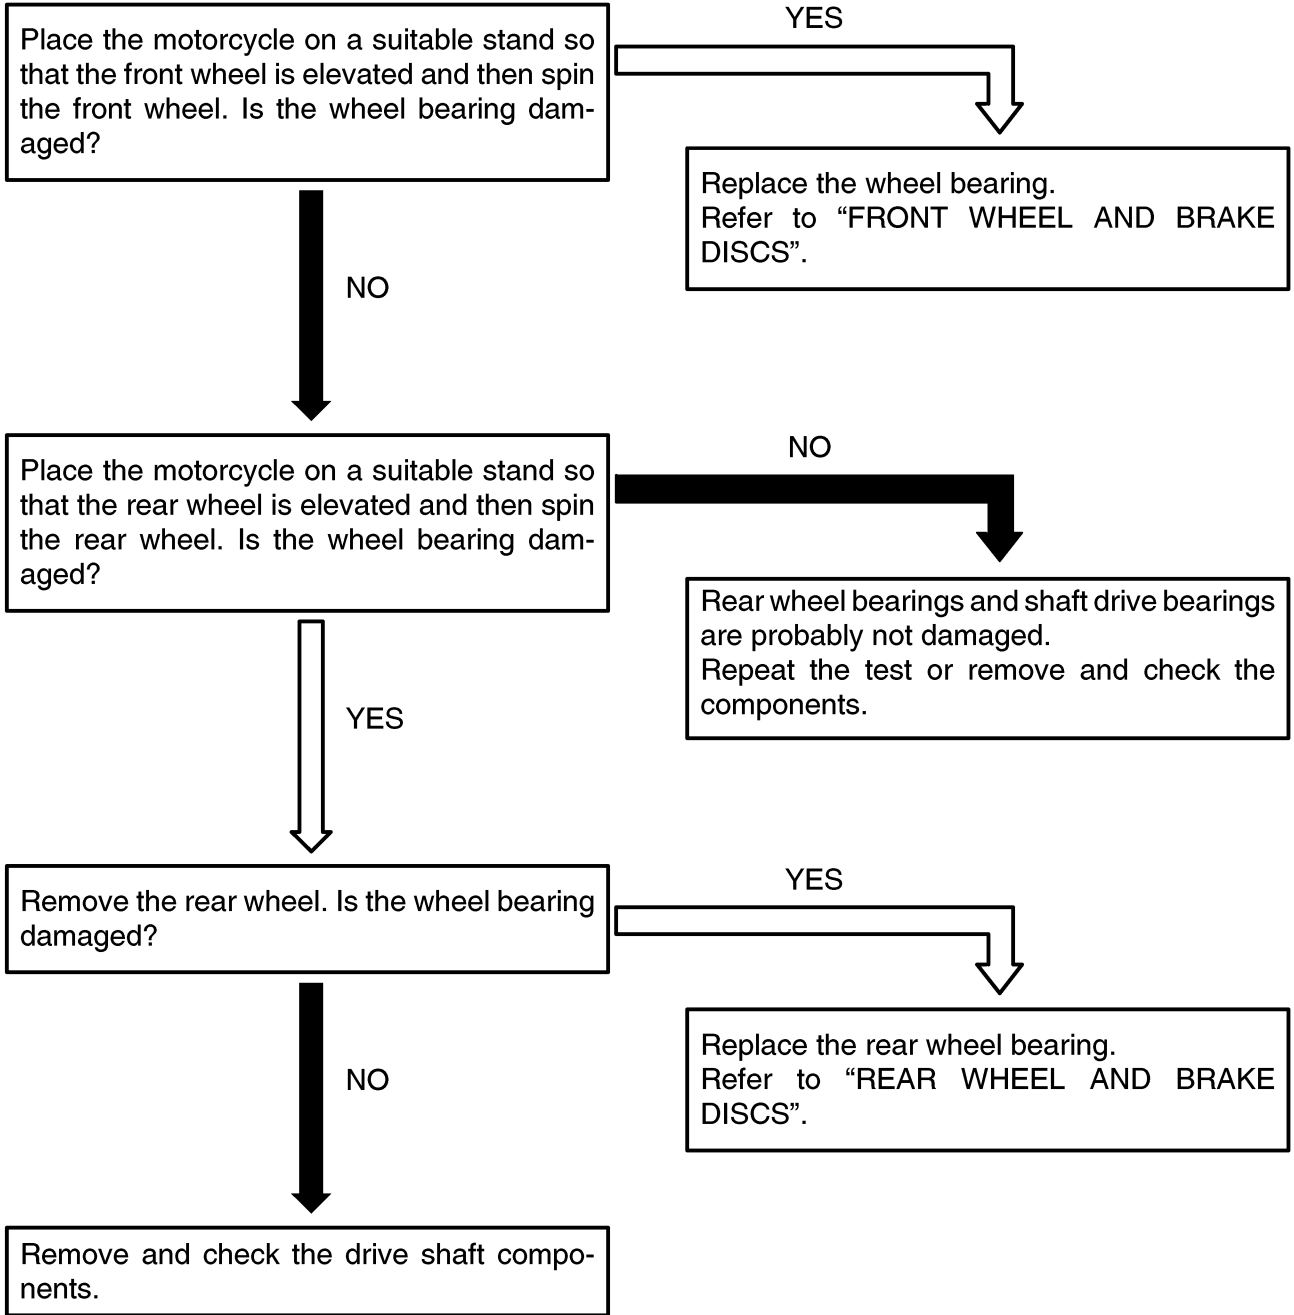 Place the motorcycle on a suitable stand so
that the front wheel is elevated and then spin
the front wheel. Is the wheel bearing dam-
aged?
YES
Replace the wheel bearing.
Refer to “FRONT WHEEL AND BRAKE
DISCS”.
NO
Place the motorcycle on a suitable stand so
that the rear wheel is elevated and then spin
the rear wheel. Is the wheel bearing dam-
aged?
NO
Rear wheel bearings and shaft drive bearings
are probably not damaged.
Repeat the test or remove and check the
components.
YES
Remove the rear wheel. Is the wheel bearing
damaged?
YES
Replace the rear wheel bearing.
Refer to “REAR WHEEL AND BRAKE
DISCS”.
NO
Remove and check the drive shaft compo-
nents.